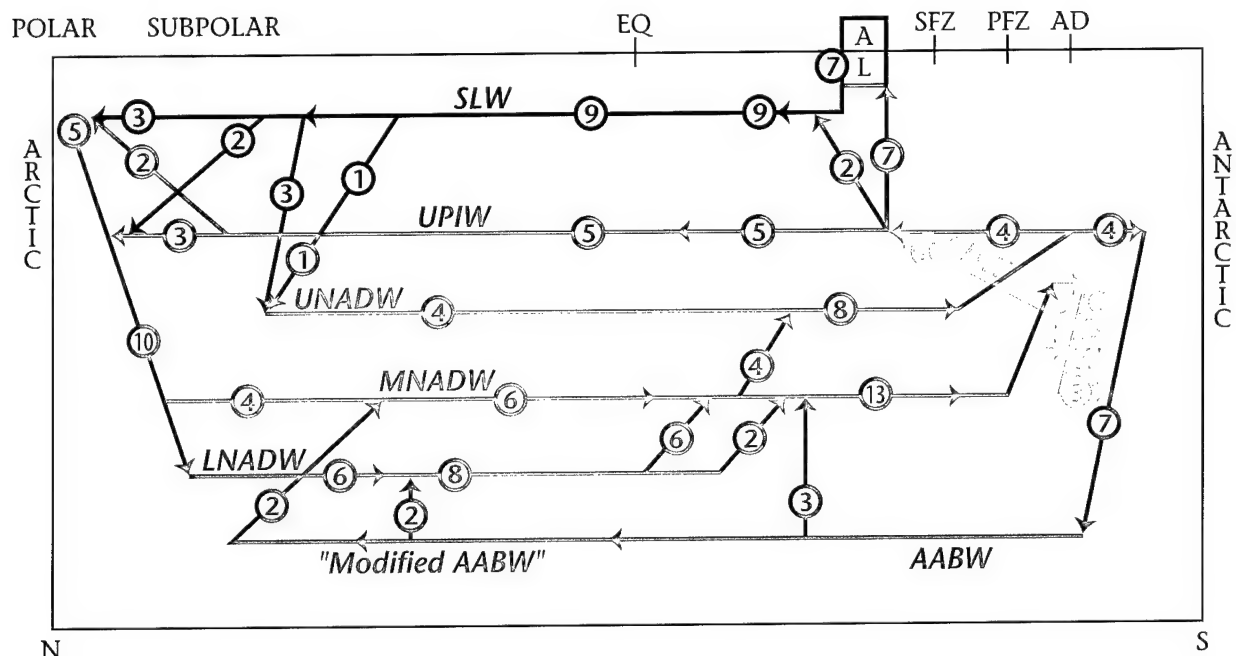 POLAR SUBPOLAR EQ SFZ PFZ AD
A
L
7
SLW
3 9 9
5
2 2
3 1
2 7
ARCTIC
ANTARCTIC
UPIW
3 5 5 4 4
1
UNADW
4 8
10
4
MNADW
4 6 13
7
6 2
LNADW
6 8
2 2 3
"Modified AABW" AABW
N S